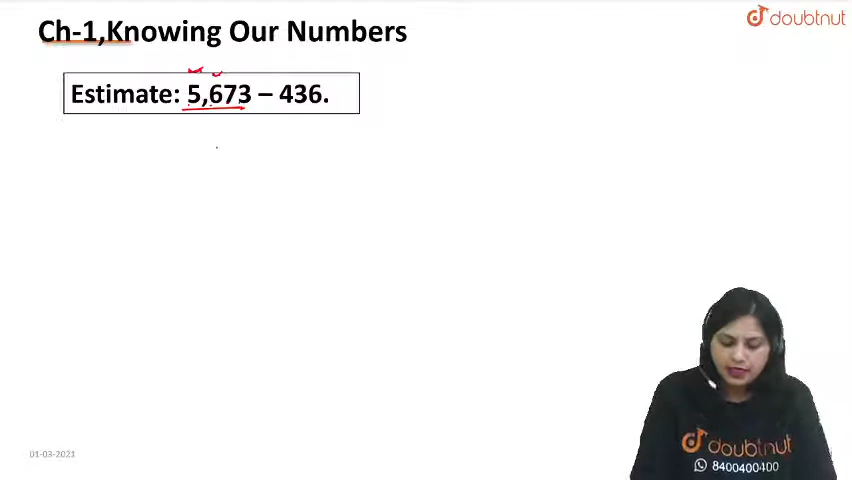 Ch-1,Knowing Our Numbers
doubtnut
Estimate: 5,673 – 436.
doubtnut
8400400400
01-03-2021